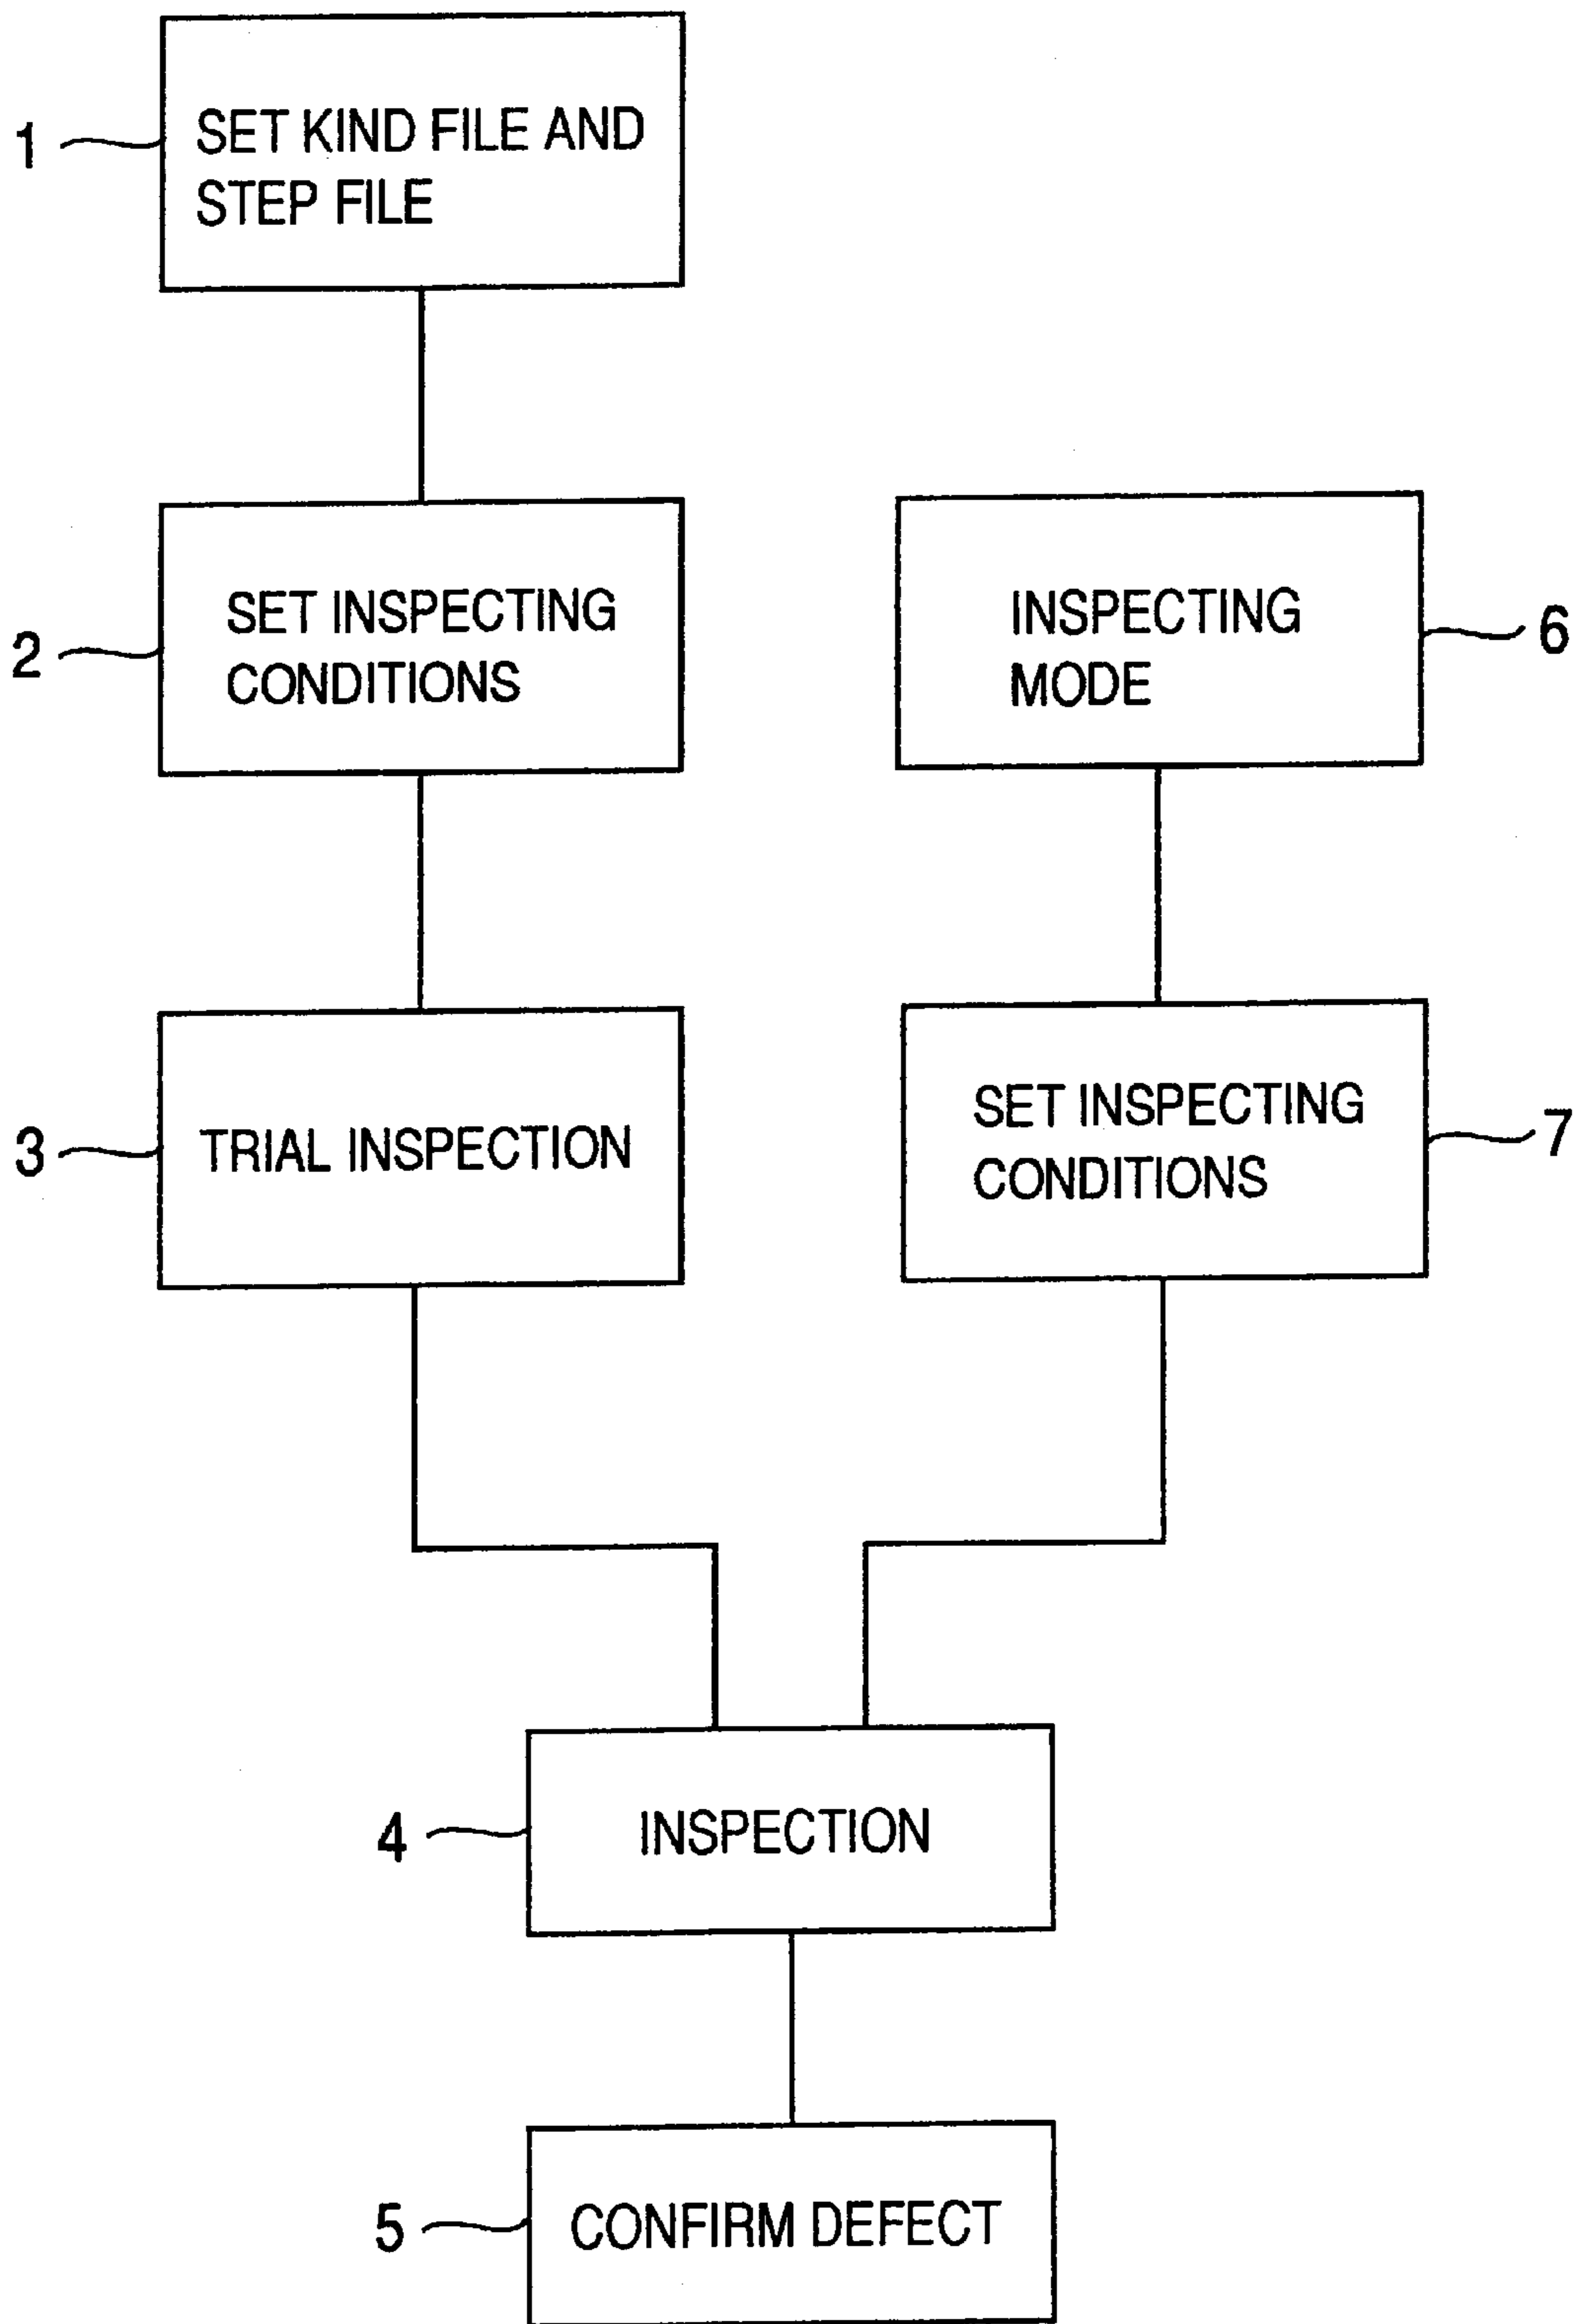 1
SET KIND FILE AND
STEP FILE
2
SET INSPECTING
CONDITIONS
INSPECTING
MODE
6
3
TRIAL INSPECTION
SET INSPECTING
CONDITIONS
7
4
INSPECTION
5
CONFIRM DEFECT